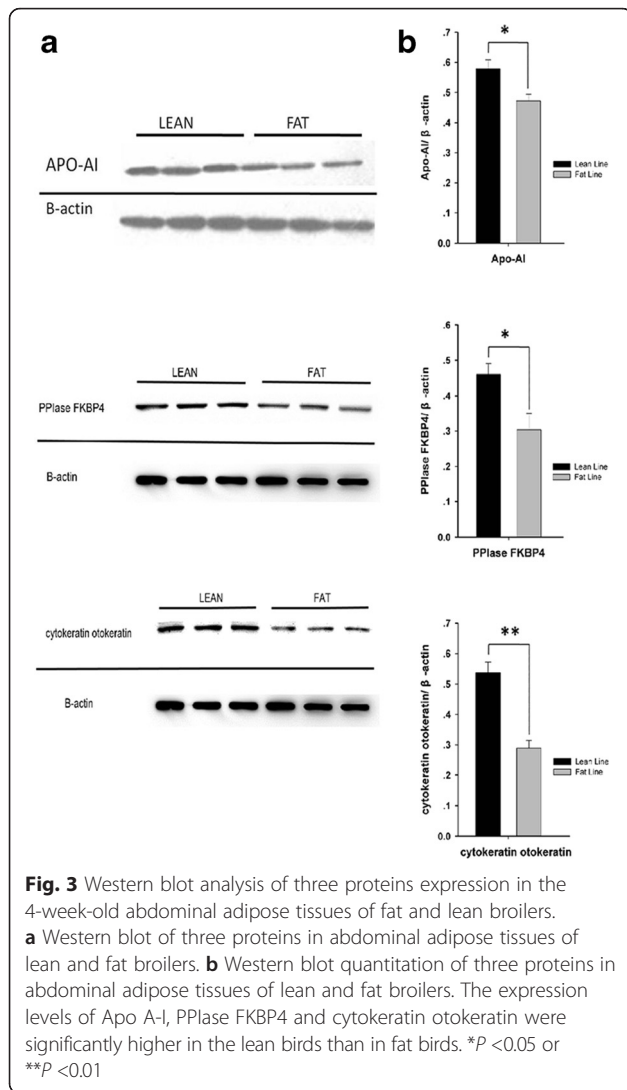 a
b
LEAN FAT
APO-AI
B-actin
Apo-AI/ β -actin
.7
.6
.5
.4
.3
.2
.1
0.0
*
Lean Line
Fat Line
Apo-AI
LEAN FAT
PPIase FKBP4
B-actin
PPIase FKBP4/ β -actin
.6
.5
.4
.3
.2
.1
0.0
*
Lean Line
Fat Line
PPIase FKBP4
LEAN FAT
cytokeratin otokeratin
B-actin
cytokeratin otokeratin/ β -actin
.7
.6
.5
.4
.3
.2
.1
0.0
**
Lean Line
Fat Line
cytokeratin otokeratin
Fig. 3 Western blot analysis of three proteins expression in the
4-week-old abdominal adipose tissues of fat and lean broilers.
a Western blot of three proteins in abdominal adipose tissues of
lean and fat broilers. b Western blot quantitation of three proteins in
abdominal adipose tissues of lean and fat broilers. The expression
levels of Apo A-I, PPIase FKBP4 and cytokeratin otokeratin were
significantly higher in the lean birds than in fat birds. *P <0.05 or
**P <0.01